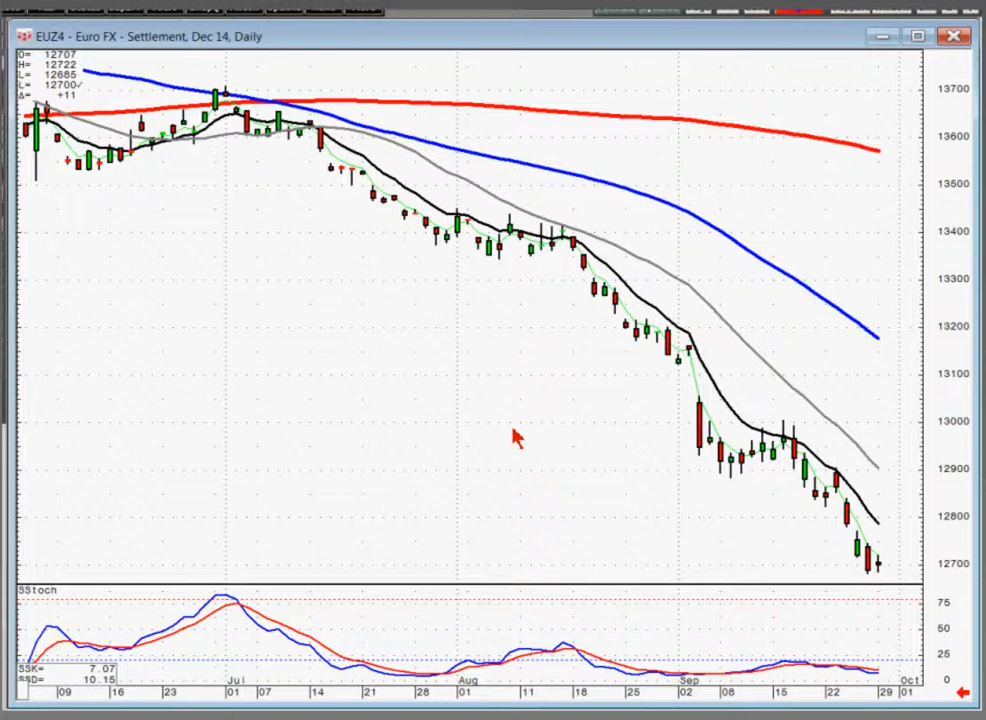 EUZ4 - Euro FX - Settlement, Dec 14, Daily
O= 12707
H= 12722
L= 12685
L= 12700✓
Δ= +11
13700
13600
13500
13400
13300
13200
13100
13000
12900
12800
12700
SStoch
75
50
25
0
SSK= 7.07
SSD= 10.15
Jul Aug Sep Oct
09 16 23 01 07 14 21 28 11 18 25 02 08 15 22 29 01